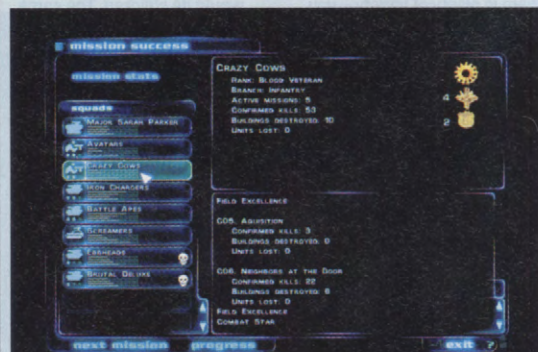 mission success
mission stats
squads
Major Sarah Parker
Avatars
Crazy Cows
Iron Chargers
Battle Apes
Screamers
Eggheads
Brutal Deluxe
Crazy Cows
Rank: Blood Veteran
Branch: Infantry
Active missions: 5
Confirmed kills: 53
Buildings destroyed: 10
Units lost: 0
4
2
Field Excellence
C05. Aquisition
Confirmed kills: 3
Buildings destroyed: 0
Units lost: 0
C06. Neighbors at the Door
Confirmed kills: 22
Buildings destroyed: 8
Units lost: 0
Field Excellence
Combat Star
next mission
progress
exit
?